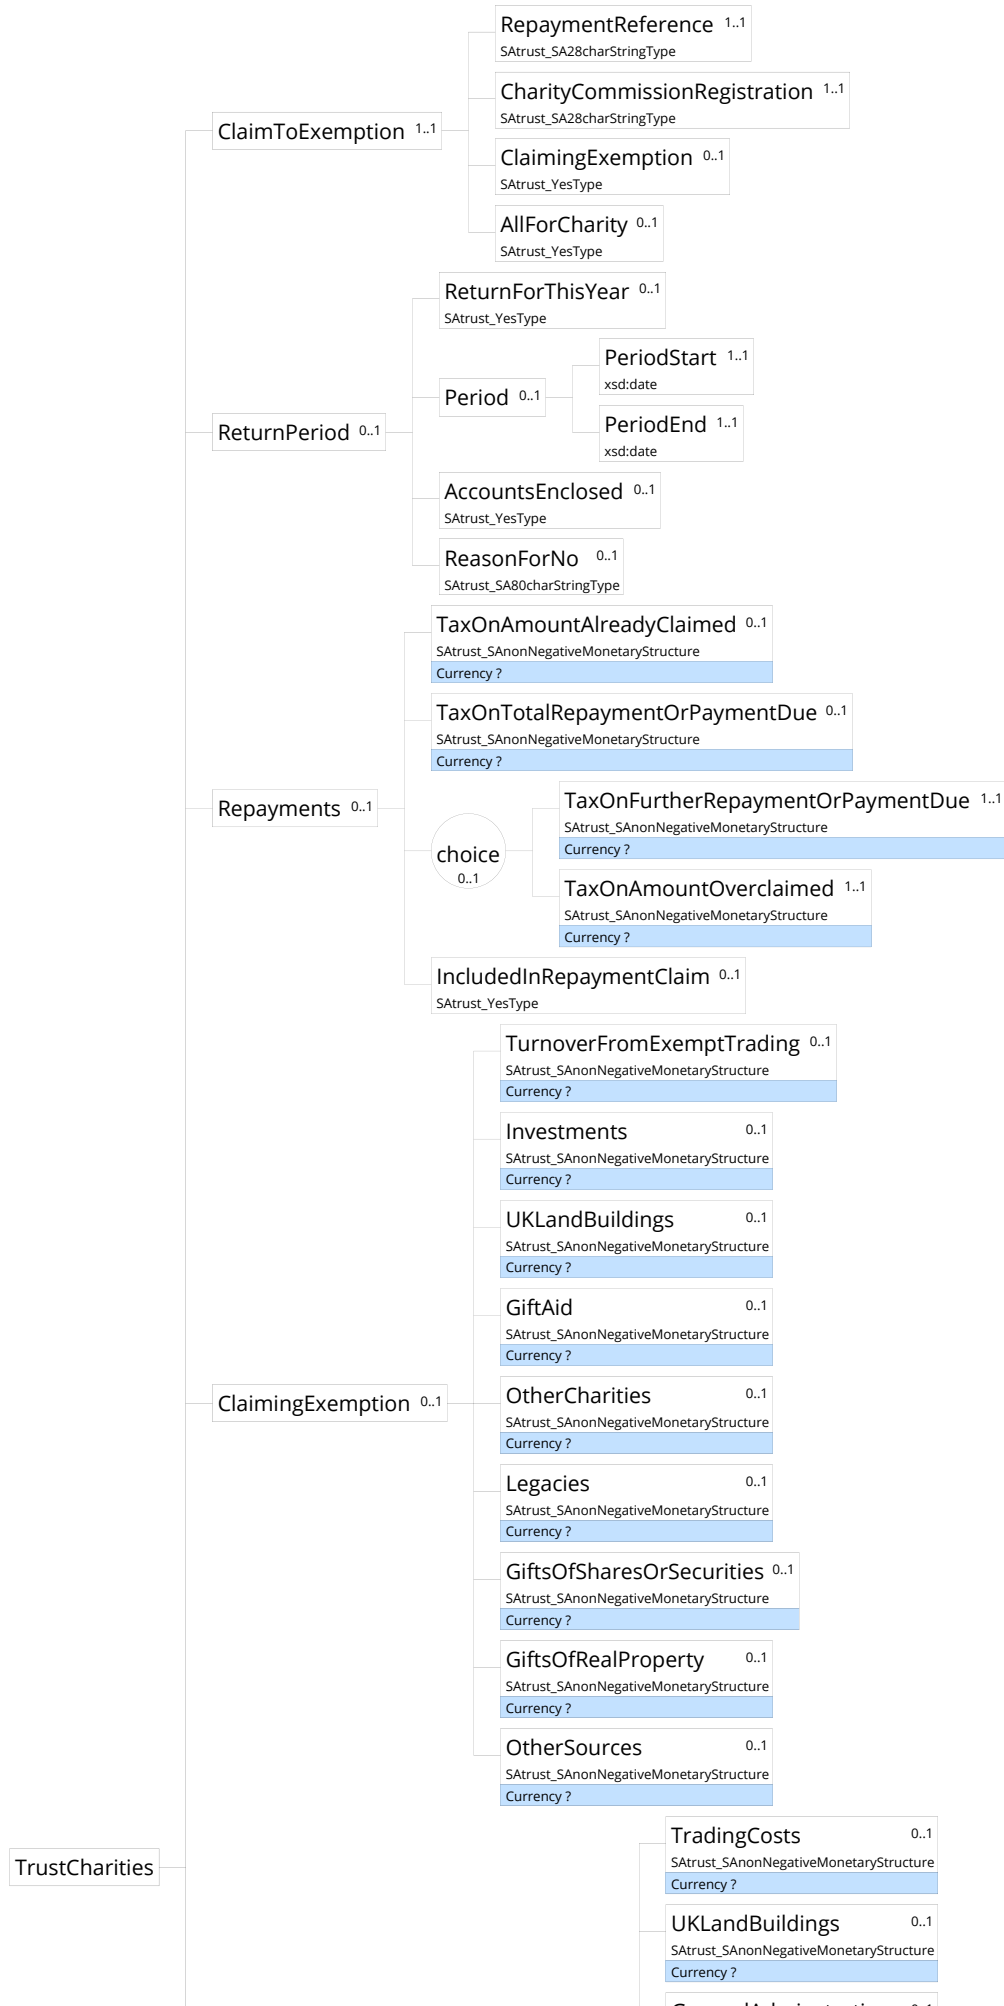 RepaymentReference 1..1
SAtrust_SA28charStringType
CharityCommissionRegistration 1..1
SAtrust_SA28charStringType
ClaimToExemption 1..1
ClaimingExemption 0..1
SAtrust_YesType
AllForCharity 0..1
SAtrust_YesType
ReturnForThisYear 0..1
SAtrust_YesType
PeriodStart 1..1
xsd:date
Period 0..1
PeriodEnd 1..1
xsd:date
ReturnPeriod 0..1
AccountsEnclosed 0..1
SAtrust_YesType
ReasonForNo 0..1
SAtrust_SA80charStringType
TaxOnAmountAlreadyClaimed 0..1
SAtrust_SAnonNegativeMonetaryStructure
Currency ?
TaxOnTotalRepaymentOrPaymentDue 0..1
SAtrust_SAnonNegativeMonetaryStructure
Currency ?
Repayments 0..1
TaxOnFurtherRepaymentOrPaymentDue 1..1
SAtrust_SAnonNegativeMonetaryStructure
Currency ?
choice
0..1
TaxOnAmountOverclaimed 1..1
SAtrust_SAnonNegativeMonetaryStructure
Currency ?
IncludedInRepaymentClaim 0..1
SAtrust_YesType
TurnoverFromExemptTrading 0..1
SAtrust_SAnonNegativeMonetaryStructure
Currency ?
Investments 0..1
SAtrust_SAnonNegativeMonetaryStructure
Currency ?
UKLandBuildings 0..1
SAtrust_SAnonNegativeMonetaryStructure
Currency ?
GiftAid 0..1
SAtrust_SAnonNegativeMonetaryStructure
Currency ?
ClaimingExemption 0..1
OtherCharities 0..1
SAtrust_SAnonNegativeMonetaryStructure
Currency ?
Legacies 0..1
SAtrust_SAnonNegativeMonetaryStructure
Currency ?
GiftsOfSharesOrSecurities 0..1
SAtrust_SAnonNegativeMonetaryStructure
Currency ?
GiftsOfRealProperty 0..1
SAtrust_SAnonNegativeMonetaryStructure
Currency ?
OtherSources 0..1
SAtrust_SAnonNegativeMonetaryStructure
Currency ?
TradingCosts 0..1
SAtrust_SAnonNegativeMonetaryStructure
Currency ?
TrustCharities
UKLandBuildings 0..1
SAtrust_SAnonNegativeMonetaryStructure
Currency ?